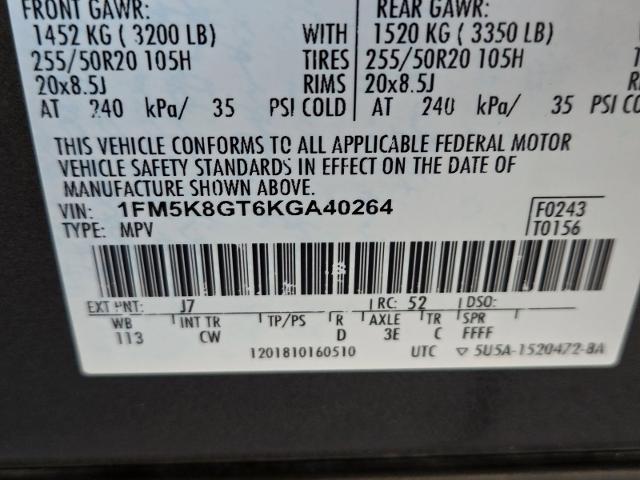 FRONT GAWR: REAR GAWR:
1452 KG ( 3200 LB) WITH 1520 KG ( 3350 LB)
255/50R20 105H TIRES 255/50R20 105H
20x8.5J RIMS 20x8.5J
AT 240 kPa/ 35 PSI COLD AT 240 kPa/ 35 PSI
THIS VEHICLE CONFORMS TO ALL APPLICABLE FEDERAL MOTOR
VEHICLE SAFETY STANDARDS IN EFFECT ON THE DATE OF
MANUFACTURE SHOWN ABOVE.
VIN: 1FM5K8GT6KGA40264 F0243
TYPE: MPV T0156
EXT PNT: J7 RC: 52 DSO:
WB INT TR TP/PS R AXLE TR SPR
113 CW D 3E C FFFF
1201810160510 UTC ▽ 5U5A-1520472-BA